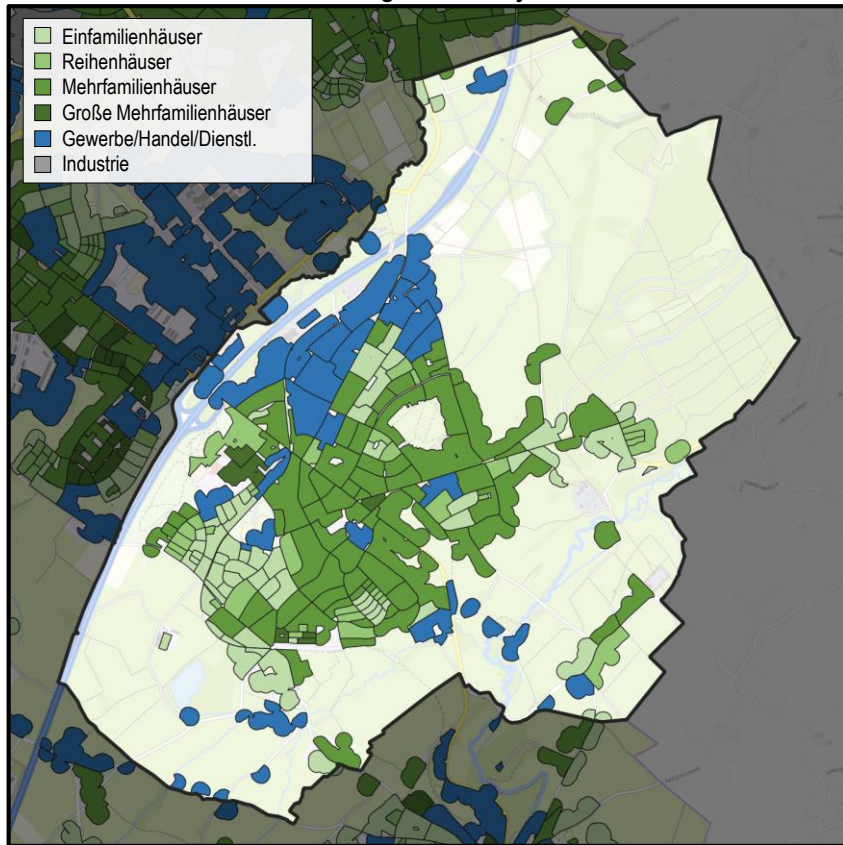 Einfamilienhäuser
Reihenhäuser
Mehrfamilienhäuser
Große Mehrfamilienhäuser
Gewerbe/Handel/Dienstl.
Industrie